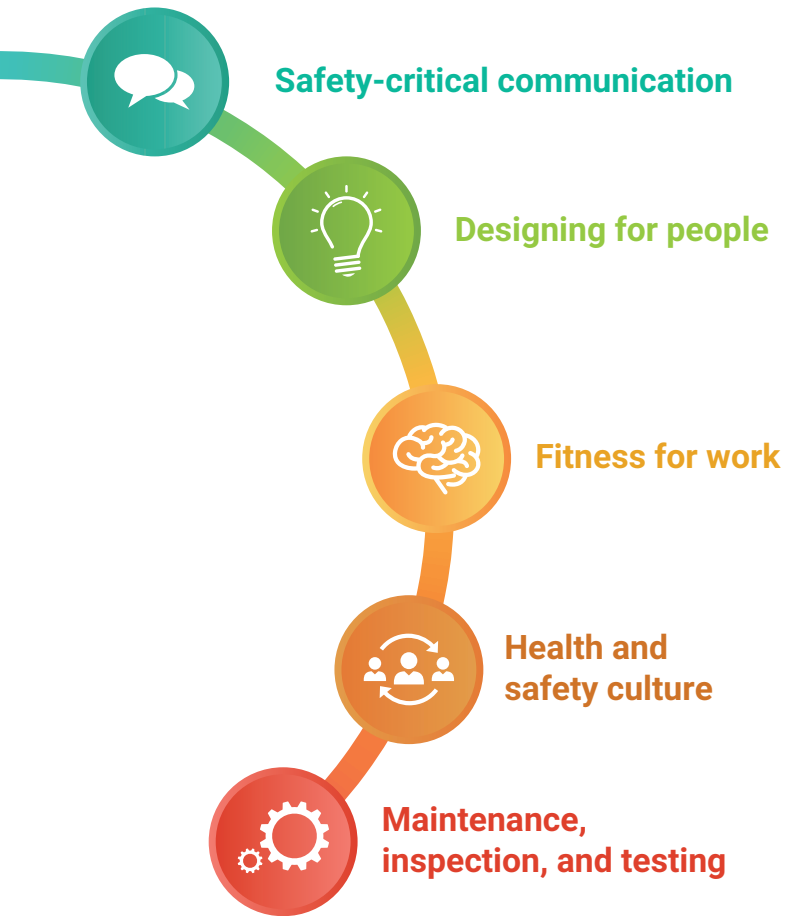 Safety-critical communication
Designing for people
Fitness for work
Health and
safety culture
Maintenance,
inspection, and testing